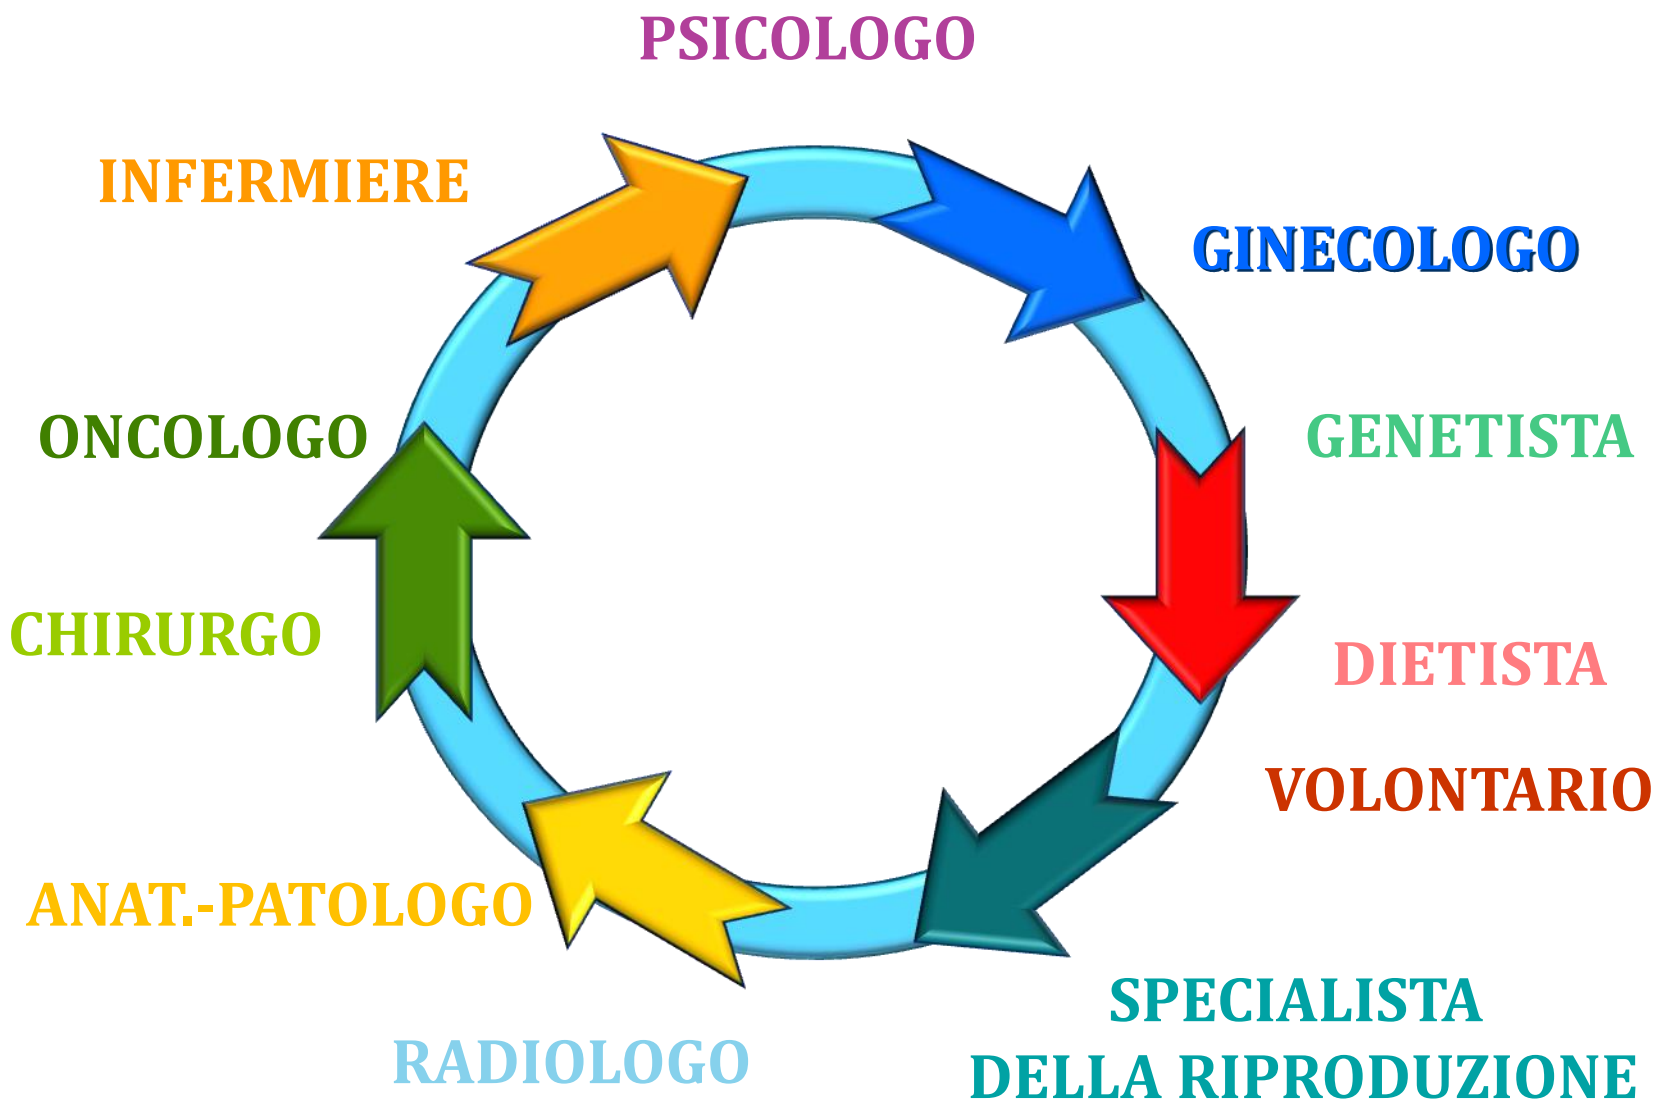 PSICOLOGO
INFERMIERE
GINECOLOGO
ONCOLOGO
GENETISTA
CHIRURGO
DIETISTA
VOLONTARIO
ANAT.-PATOLOGO
SPECIALISTA
DELLA RIPRODUZIONE
RADIOLOGO